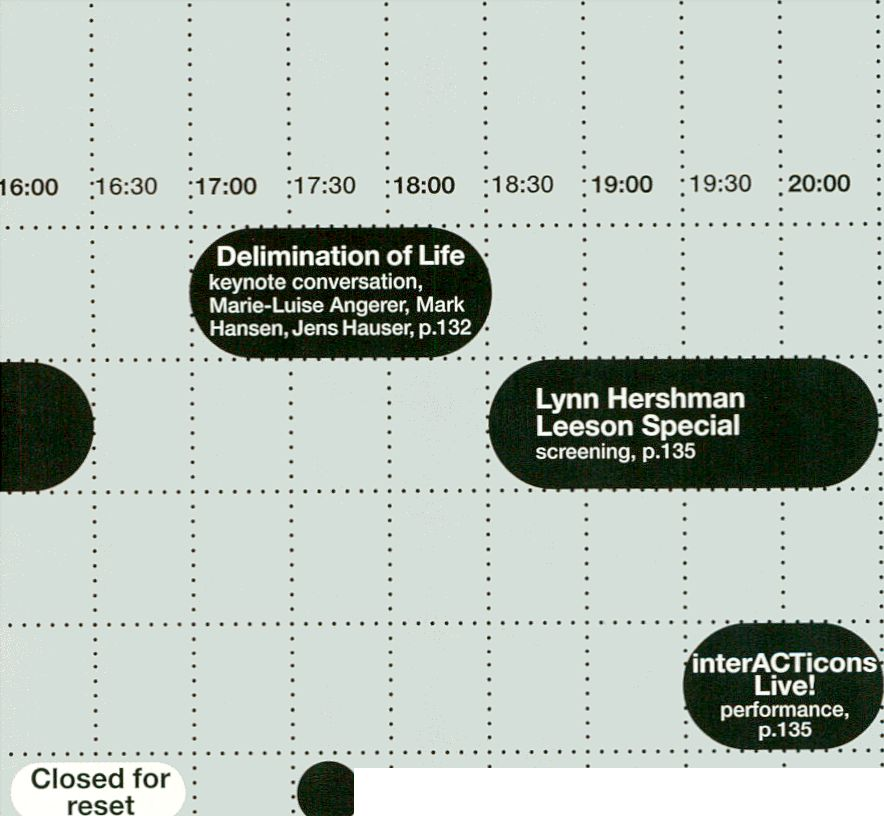 16:00 16:30 17:00 17:30 18:00 18:30 19:00 19:30 20:00
Delimination of Life
keynote conversation,
Marie-Luise Angerer, Mark
Hansen, Jens Hauser, p.132
Lynn Hershman
Leeson Special
screening, p.135
interACTicons
Live!
performance,
p.135
Closed for
reset